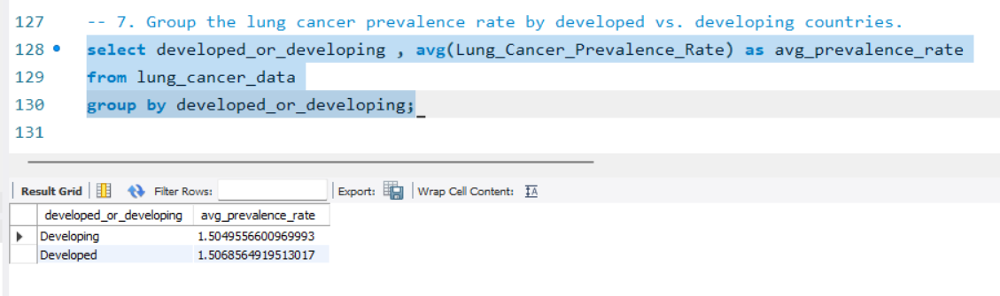 127 -- 7. Group the lung cancer prevalence rate by developed vs. developing countries.
128 select developed_or_developing , avg(Lung_Cancer_Prevalence_Rate) as avg_prevalence_rate
129 from lung_cancer_data
130 group by developed_or_developing;
131
Result Grid Filter Rows: Export: Wrap Cell Content: IA
developed_or_developing avg_prevalence_rate
Developing 1.5049556600969993
Developed 1.5068564919513017